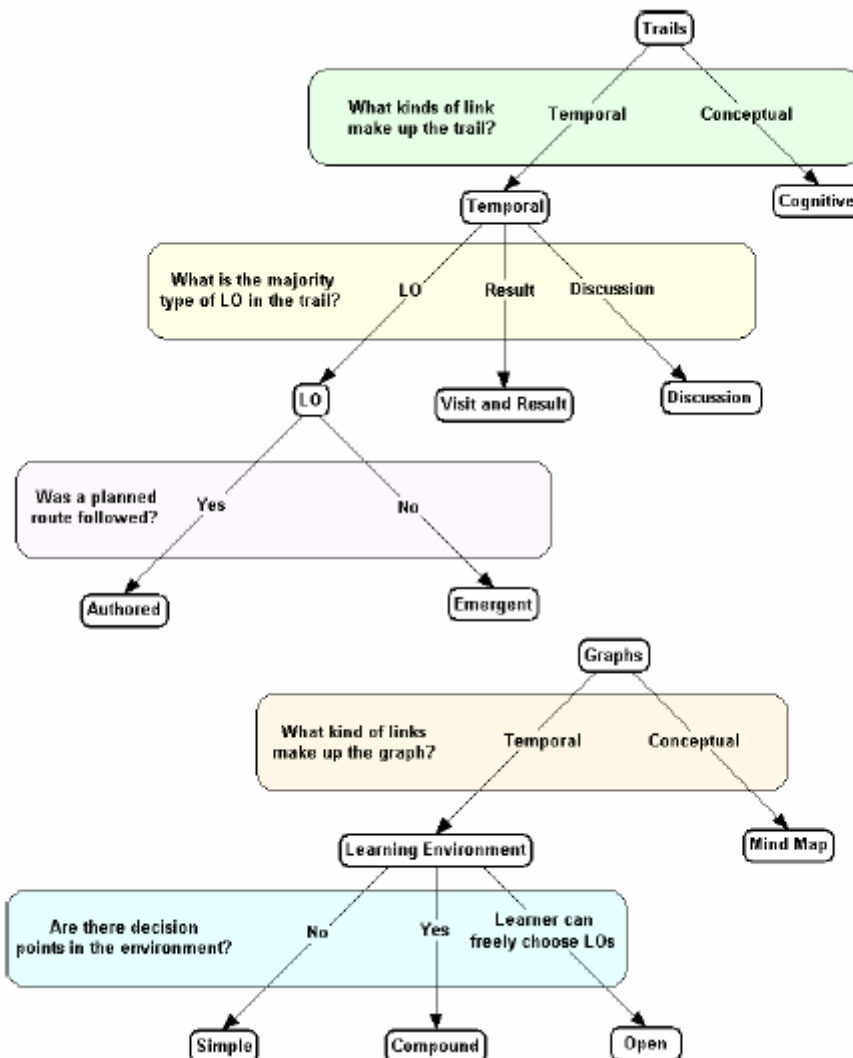 Trails
What kinds of link
make up the trail?
Temporal
Conceptual
Temporal
Cognitive
What is the majority
type of LO in the trail?
LO
Result
Discussion
LO
Visit and Result
Discussion
Was a planned
route followed?
Yes
No
Authored
Emergent
Graphs
What kind of links
make up the graph?
Temporal
Conceptual
Learning Environment
Mind Map
Are there decision
points in the environment?
No
Yes
Learner can
freely choose LOs
Simple
Compound
Open